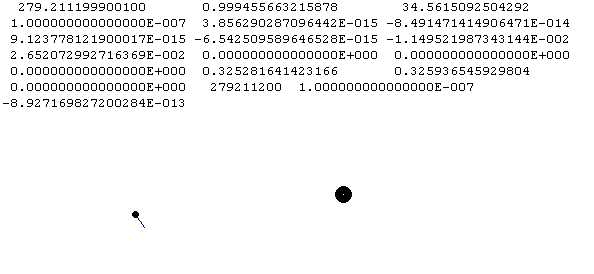 279.211199900100 0.999455663215878 34.5615092504292
1.000000000000000E-007 3.856290287096442E-015 -8.491471414906471E-014
9.123778121900017E-015 -6.542509589646528E-015 -1.149521987343144E-002
2.652072992716369E-002 0.000000000000000E+000 0.000000000000000E+000
0.000000000000000E+000 0.325281641423166 0.325936545929804
0.000000000000000E+000 279211200 1.000000000000000E-007
-8.927169827200284E-013